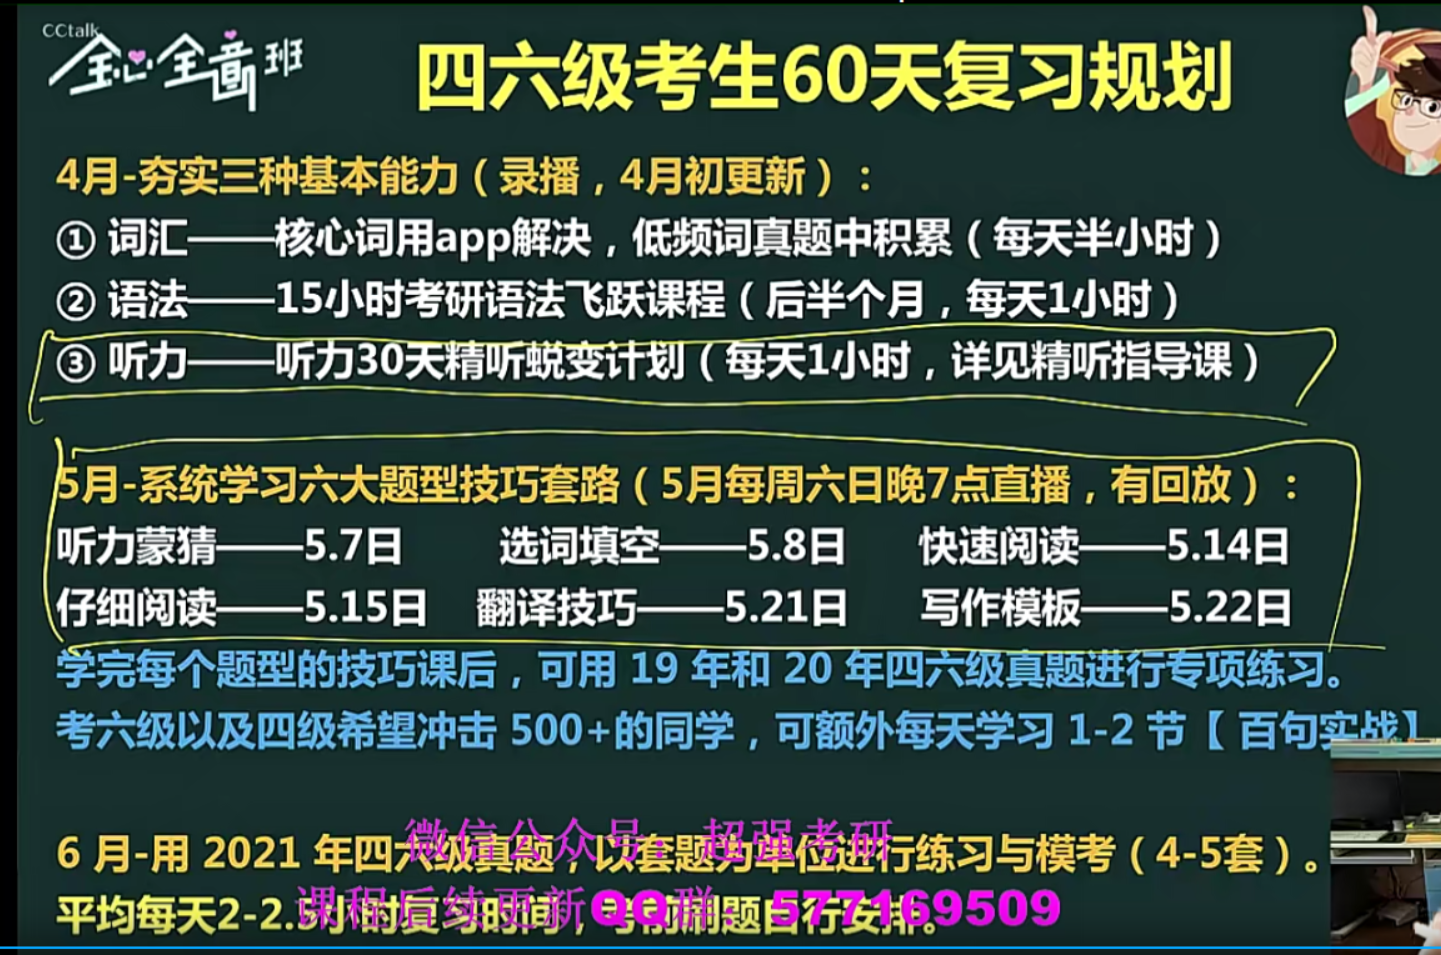 CCtalk
全心全意班
四六级考生60天复习规划
4月-夯实三种基本能力（录播，4月初更新）：
① 词汇——核心词用app解决，低频词真题中积累（每天半小时）
② 语法——15小时考研语法飞跃课程（后半个月，每天1小时）
③ 听力——听力30天精听蜕变计划（每天1小时，详见精听指导课）
5月-系统学习六大题型技巧套路（5月每周六日晚7点直播，有回放）：
听力蒙猜——5.7日 选词填空——5.8日 快速阅读——5.14日
仔细阅读——5.15日 翻译技巧——5.21日 写作模板——5.22日
学完每个题型的技巧课后，可用 19 年和 20 年四六级真题进行专项练习。
考六级以及四级希望冲击 500+的同学，可额外每天学习 1-2 节【 百句实战】
微信公众号：超强考研
6 月-用 2021 年四六级真题，以套题为单位进行练习与模考（4-5套）。
课程后续更新QQ群：577169509
平均每天2-2.5小时复习时间，考前刷题自行安排。